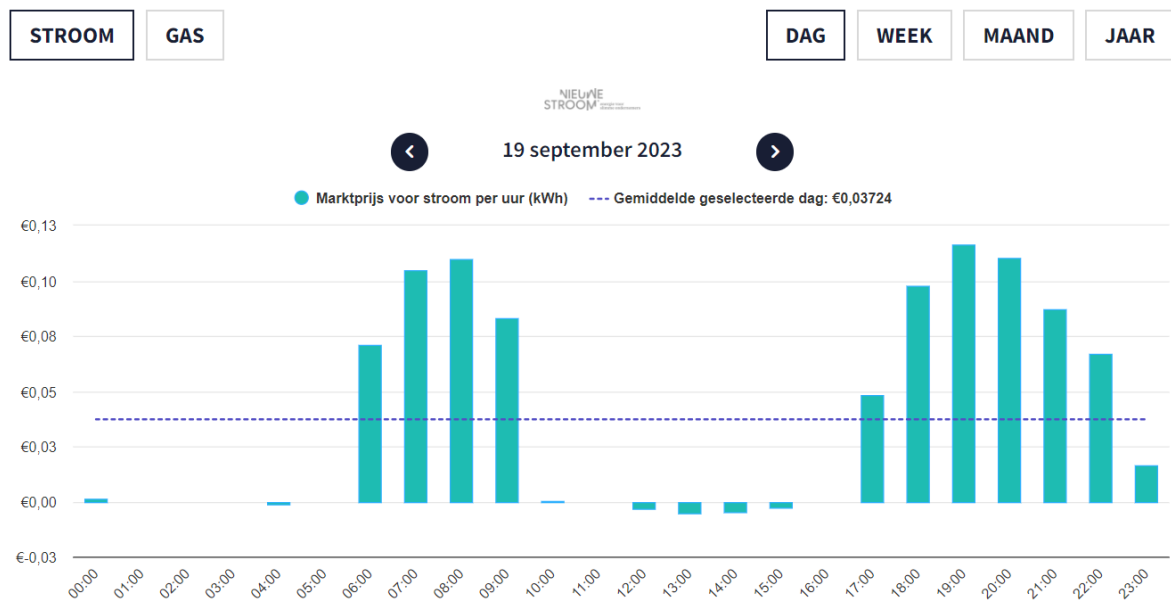 STROOM GAS DAG WEEK MAAND JAAR
NIEUWE
STROOM
19 september 2023
Marktprijs voor stroom per uur (kWh) Gemiddelde geselecteerde dag: €0,03724
€0,13
€0,10
€0,08
€0,05
€0,03
€0,00
€-0,03
00:00 01:00 02:00 03:00 04:00 05:00 06:00 07:00 08:00 09:00 10:00 11:00 12:00 13:00 14:00 15:00 16:00 17:00 18:00 19:00 20:00 21:00 22:00 23:00